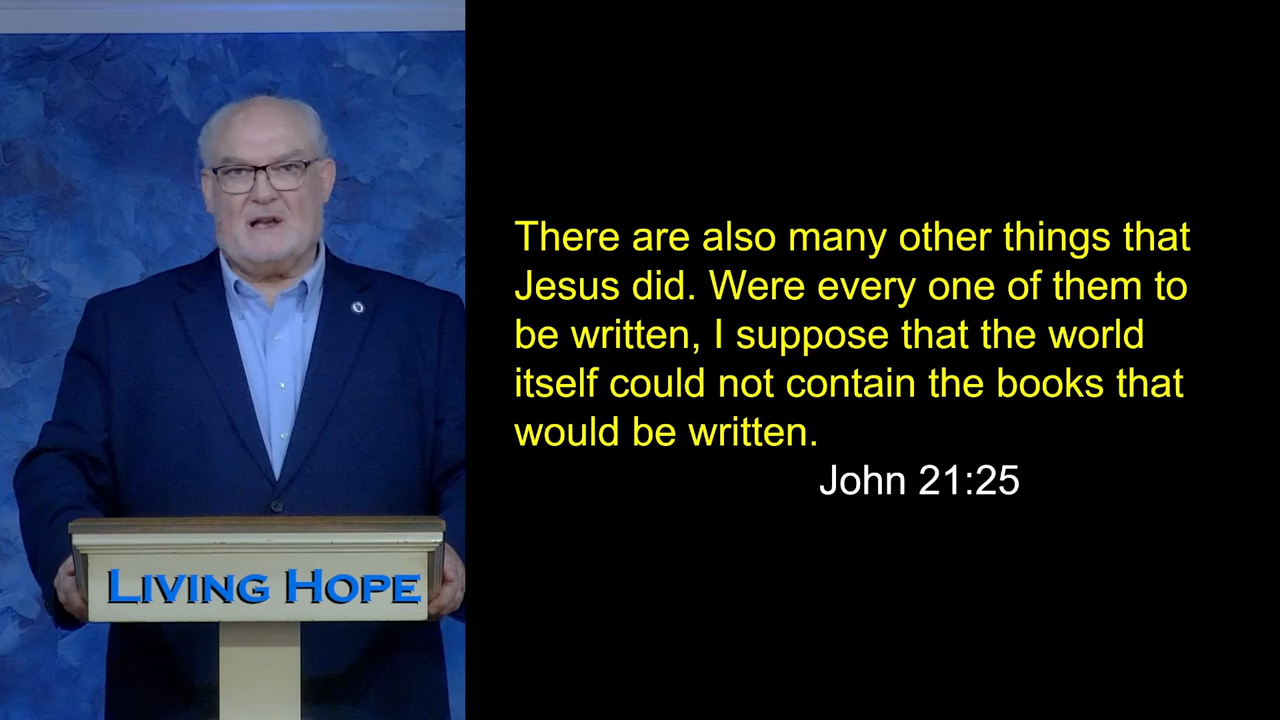 There are also many other things that
Jesus did. Were every one of them to
be written, I suppose that the world
itself could not contain the books that
would be written.
John 21:25
LIVING HOPE